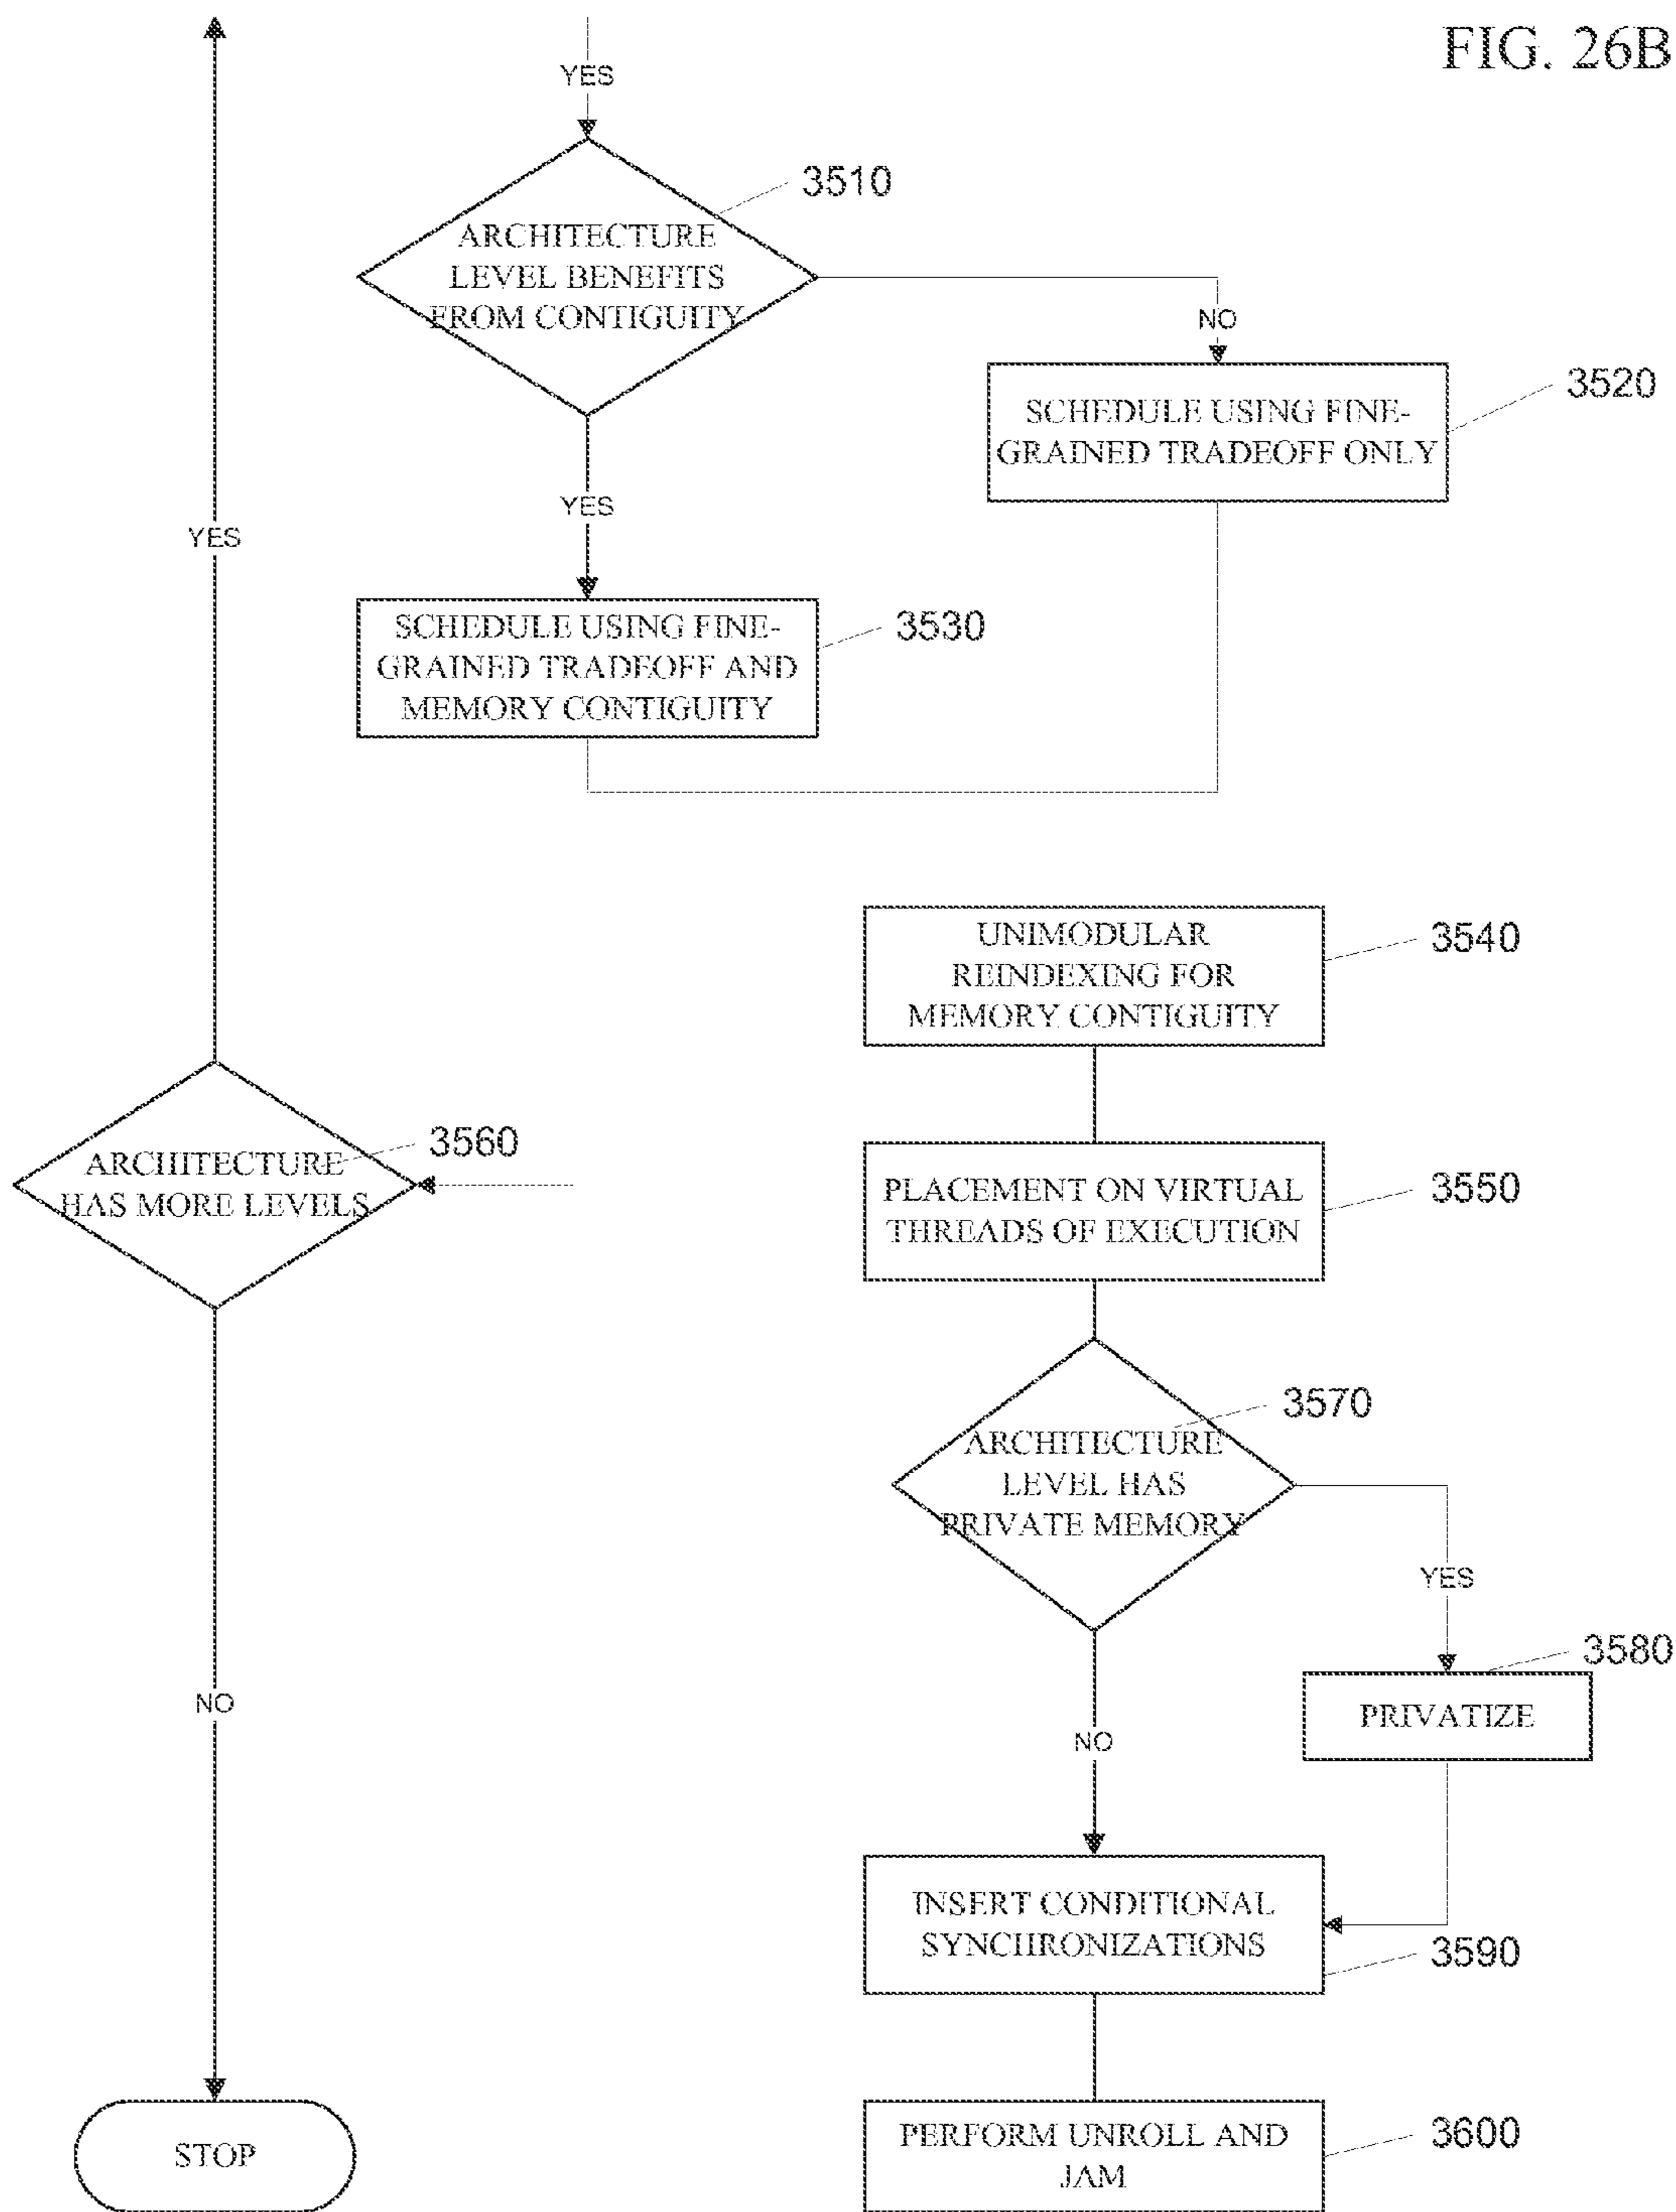 FIG. 26B
YES
3510
ARCHITECTURE
LEVEL BENEFITS
FROM CONTIGUITY
NO
3520
SCHEDULE USING FINE-
GRAINED TRADEOFF ONLY
YES
YES
3530
SCHEDULE USING FINE-
GRAINED TRADEOFF AND
MEMORY CONTIGUITY
3540
UNIMODULAR
REINDEXING FOR
MEMORY CONTIGUITY
3560
ARCHITECTURE
HAS MORE LEVELS
3550
PLACEMENT ON VIRTUAL
THREADS OF EXECUTION
3570
ARCHITECTURE
LEVEL HAS
PRIVATE MEMORY
YES
3580
PRIVATIZE
NO
NO
INSERT CONDITIONAL
SYNCHRONIZATIONS
3590
STOP
PERFORM UNROLL AND
JAM
3600